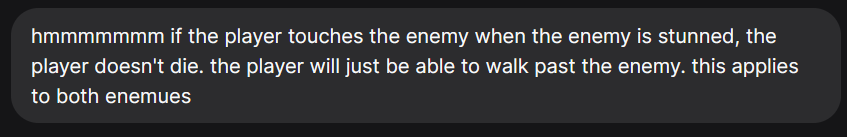 hmmmmmmm if the player touches the enemy when the enemy is stunned, the
player doesn't die. the player will just be able to walk past the enemy. this applies
to both enemues